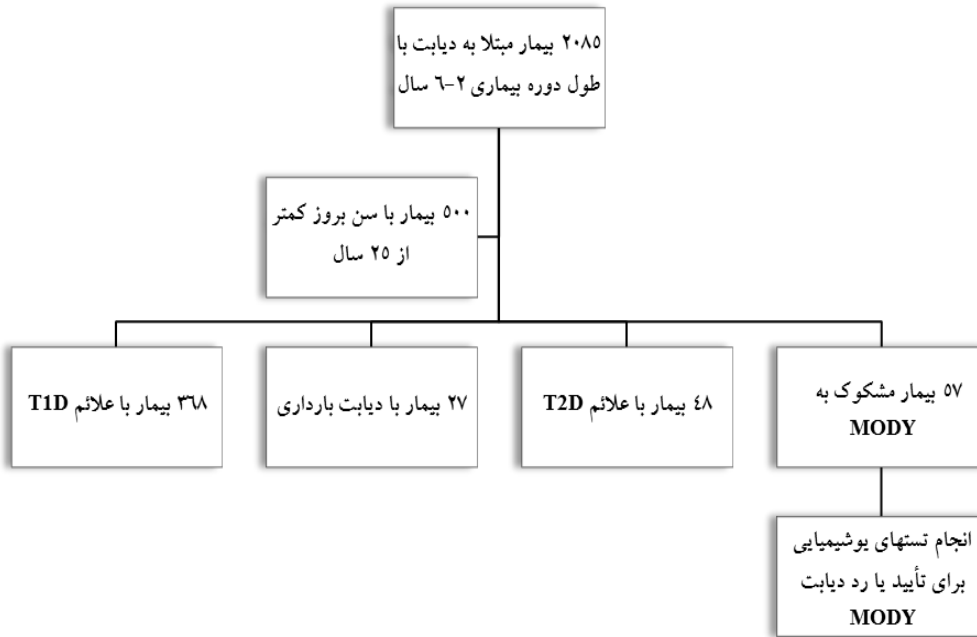 ۲۰۸۵ بیمار مبتلا به دیابت با
طول دوره بیماری ۲-۶ سال
۵۰۰ بیمار با سن بروز کمتر
از ۲۵ سال
۵۷ بیمار مشکوک به
MODY
۴۸ بیمار با علائم T2D
۲۷ بیمار با دیابت بارداری
۳۶۸ بیمار با علائم T1D
انجام تستهای یوشیمیایی
برای تأیید یا رد دیابت
MODY